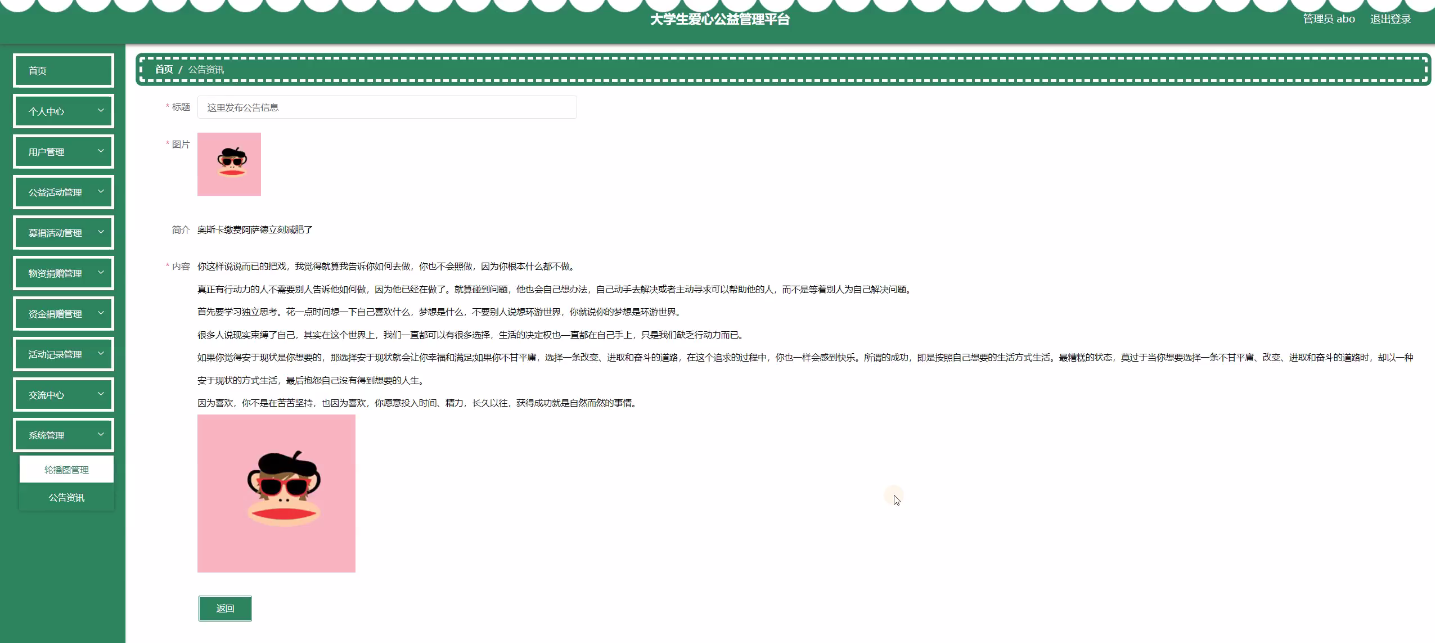 大学生爱心公益管理平台
管理员 abo
退出登录
首页
个人中心
用户管理
公益活动管理
募捐活动管理
物资捐赠管理
资金捐赠管理
活动记录管理
交流中心
系统管理
轮播图管理
公告资讯
首页 / 公告资讯
* 标题 这里发布公告信息
* 图片
简介 奥斯卡缴费阿萨德立刻减肥了
* 内容 你这样说说而已的把戏，我觉得就算我告诉你如何去做，你也不会照做，因为你根本什么都不做。
真正有行动力的人不需要别人告诉他如何做，因为他已经在做了。就算碰到问题，他也会自己想办法，自己动手去解决或者主动寻求可以帮助他的人，而不是等着别人为自己解决问题。
首先要学习独立思考。花一点时间想一下自己喜欢什么，梦想是什么，不要别人说想环游世界，你就说你的梦想是环游世界。
很多人说现实束缚了自己，其实在这个世界上，我们一直都可以有很多选择，生活的决定权也一直都在自己手上，只是我们缺乏行动力而已。
如果你觉得安于现状是你想要的，那选择安于现状就会让你幸福和满足;如果你不甘平庸，选择一条改变、进取和奋斗的道路，在这个追求的过程中，你也一样会感到快乐。所谓的成功，即是按照自己想要的生活方式生活。最糟糕的状态，莫过于当你想要选择一条不甘平庸、改变、进取和奋斗的道路时，却以一种
安于现状的方式生活，最后抱怨自己没有得到想要的人生。
因为喜欢，你不是在苦苦坚持，也因为喜欢，你愿意投入时间、精力，长久以往，获得成功就是自然而然的事情。
返回